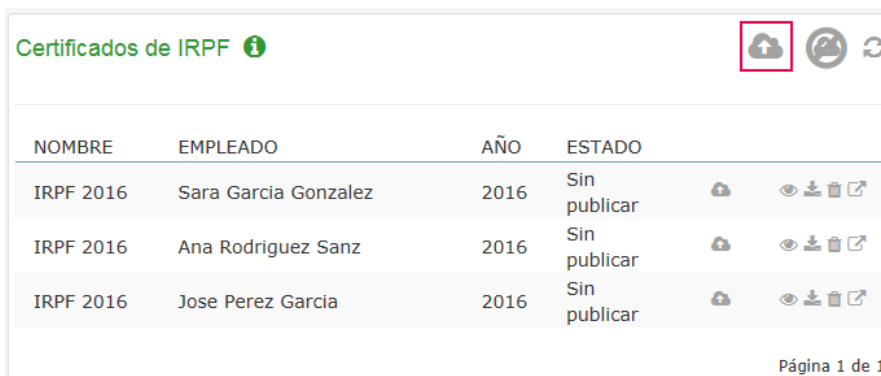 Certificados de IRPF
NOMBRE EMPLEADO AÑO ESTADO
IRPF 2016 Sara Garcia Gonzalez 2016 Sin publicar
IRPF 2016 Ana Rodriguez Sanz 2016 Sin publicar
IRPF 2016 Jose Perez Garcia 2016 Sin publicar
Página 1 de 1